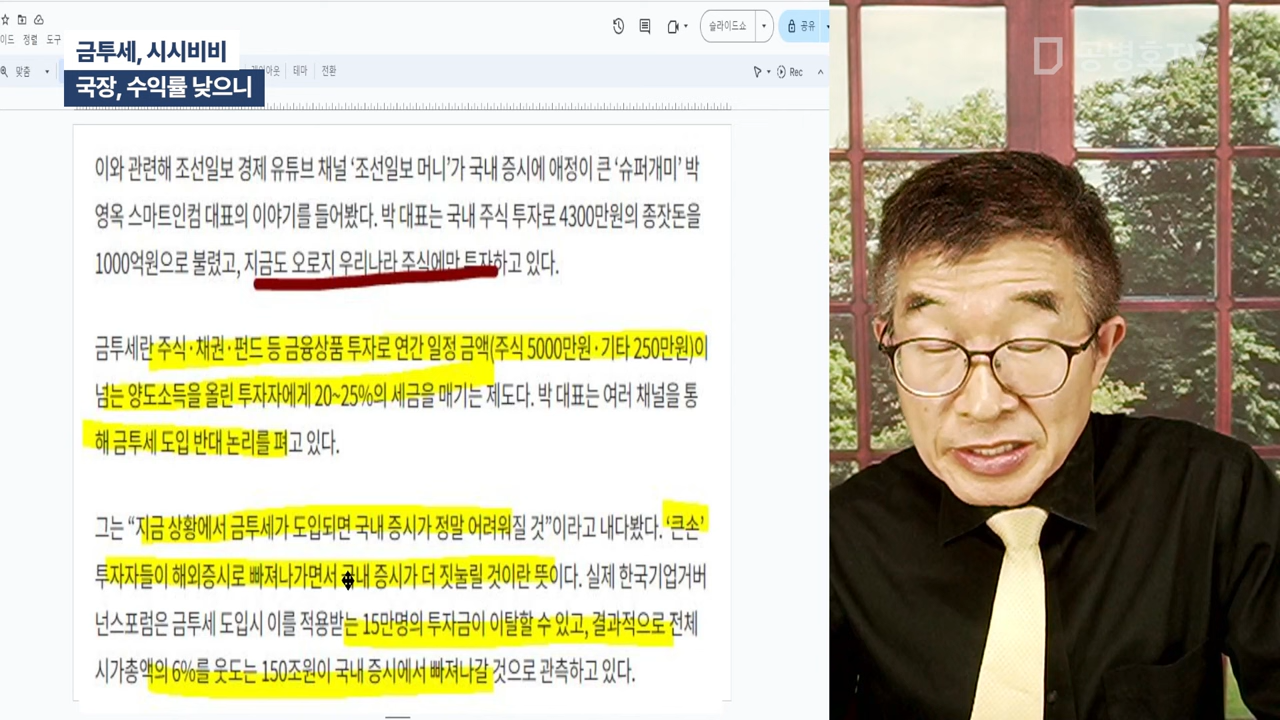 이드 정렬 도구
금투세, 시시비비
국장, 수익률 낮으니
맞춤
테마
전환
슬라이드쇼
공유
Rec
공병호TV
이와 관련해 조선일보 경제 유튜브 채널 ‘조선일보 머니’가 국내 증시에 애정이 큰 ‘슈퍼개미’ 박
영옥 스마트인컴 대표의 이야기를 들어봤다. 박 대표는 국내 주식 투자로 4300만원의 종잣돈을
1000억원으로 불렸고, 지금도 오로지 우리나라 주식에만 투자하고 있다.
금투세란 주식·채권·펀드 등 금융상품 투자로 연간 일정 금액(주식 5000만원·기타 250만원)이
넘는 양도소득을 올린 투자자에게 20~25%의 세금을 매기는 제도다. 박 대표는 여러 채널을 통
해 금투세 도입 반대 논리를 펴고 있다.
그는 “지금 상황에서 금투세가 도입되면 국내 증시가 정말 어려워질 것”이라고 내다봤다. ‘큰손’
투자자들이 해외증시로 빠져나가면서 국내 증시가 더 짓눌릴 것이란 뜻이다. 실제 한국기업거버
넌스포럼은 금투세 도입시 이를 적용받는 15만명의 투자금이 이탈할 수 있고, 결과적으로 전체
시가총액의 6%를 웃도는 150조원이 국내 증시에서 빠져나갈 것으로 관측하고 있다.